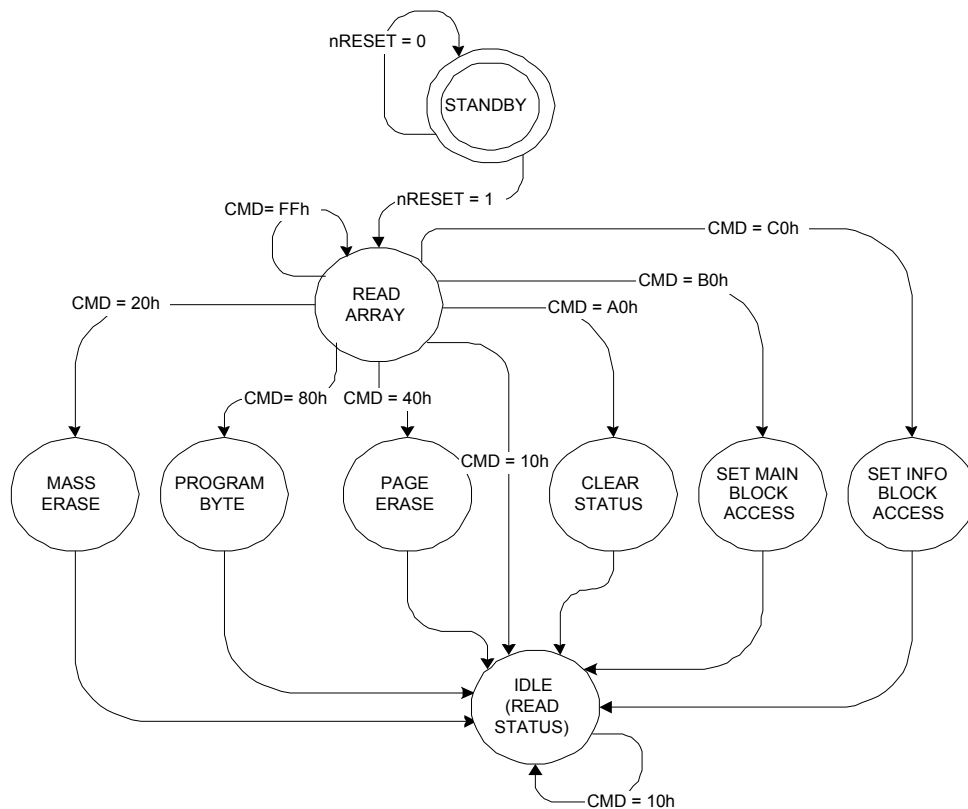 nRESET = 0
STANDBY
nRESET = 1
CMD= FFh
CMD = C0h
READ
ARRAY
CMD = B0h
CMD = 20h
CMD = A0h
CMD= 80h
CMD = 40h
CMD = 10h
MASS
ERASE
PROGRAM
BYTE
PAGE
ERASE
CLEAR
STATUS
SET MAIN
BLOCK
ACCESS
SET INFO
BLOCK
ACCESS
IDLE
(READ
STATUS)
CMD = 10h